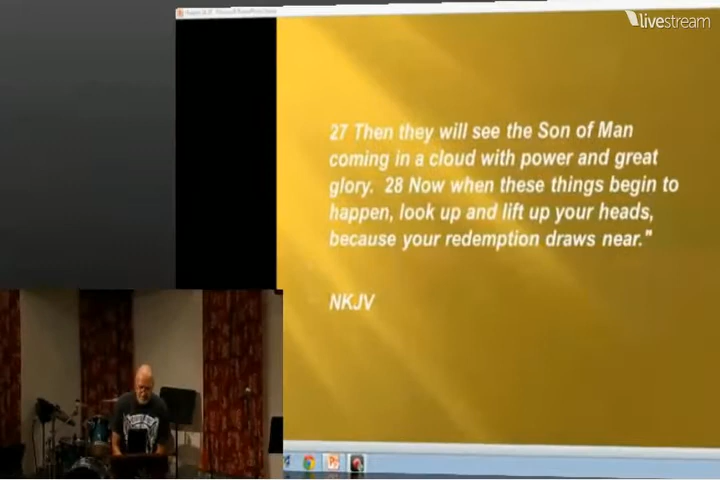 livestream
27 Then they will see the Son of Man
coming in a cloud with power and great
glory. 28 Now when these things begin to
happen, look up and lift up your heads,
because your redemption draws near."
NKJV